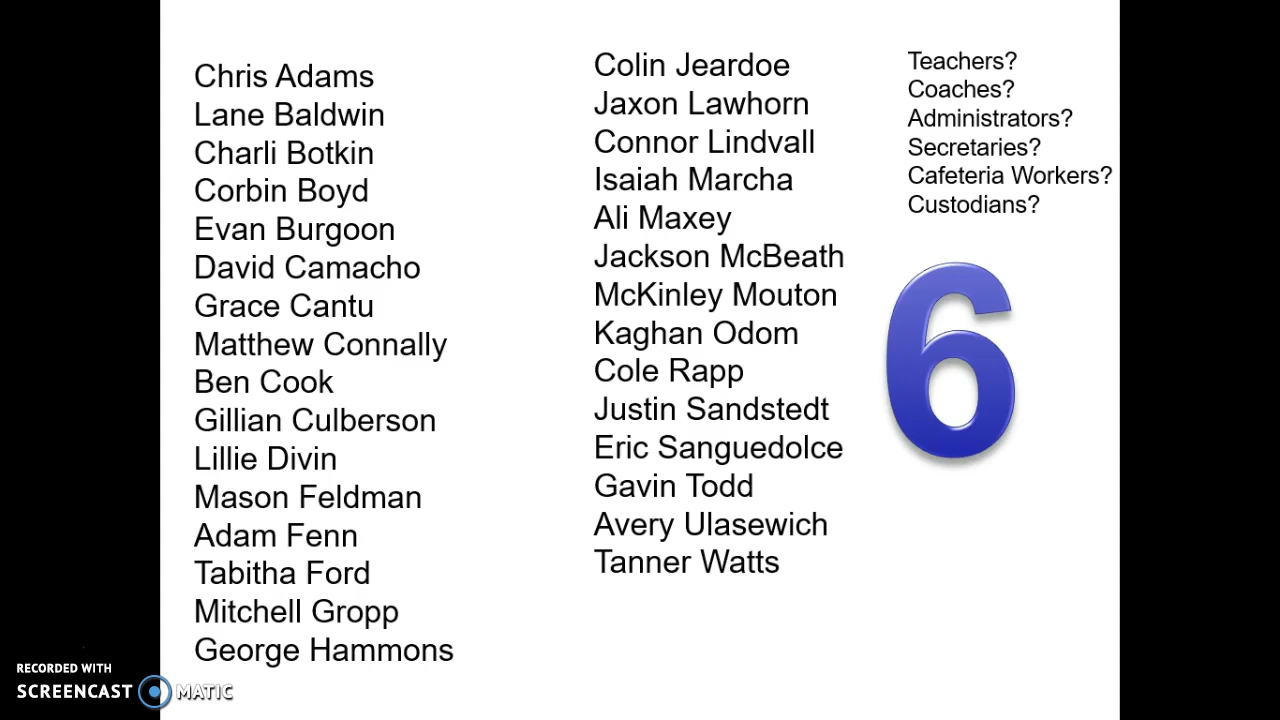 Chris Adams
Lane Baldwin
Charli Botkin
Corbin Boyd
Evan Burgoon
David Camacho
Grace Cantu
Matthew Connally
Ben Cook
Gillian Culberson
Lillie Divin
Mason Feldman
Adam Fenn
Tabitha Ford
Mitchell Gropp
George Hammons
Colin Jeardoe
Jaxon Lawhorn
Connor Lindvall
Isaiah Marcha
Ali Maxey
Jackson McBeath
McKinley Mouton
Kaghan Odom
Cole Rapp
Justin Sandstedt
Eric Sanguedolce
Gavin Todd
Avery Ulasewich
Tanner Watts
Teachers?
Coaches?
Administrators?
Secretaries?
Cafeteria Workers?
Custodians?
6
RECORDED WITH
SCREENCAST MATIC